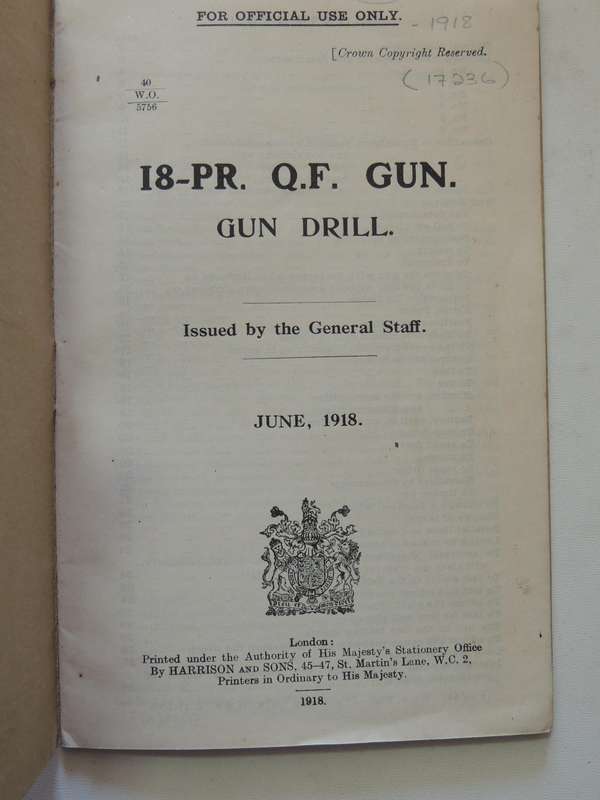 FOR OFFICIAL USE ONLY. - 1918
[Crown Copyright Reserved.
(17236)
40
W.O.
5756
18-PR. Q.F. GUN.
GUN DRILL.
Issued by the General Staff.
JUNE, 1918.
London:
Printed under the Authority of His Majesty's Stationery Office
By HARRISON AND SONS, 45-47, St. Martin's Lane, W.C. 2,
Printers in Ordinary to His Majesty.
1918.